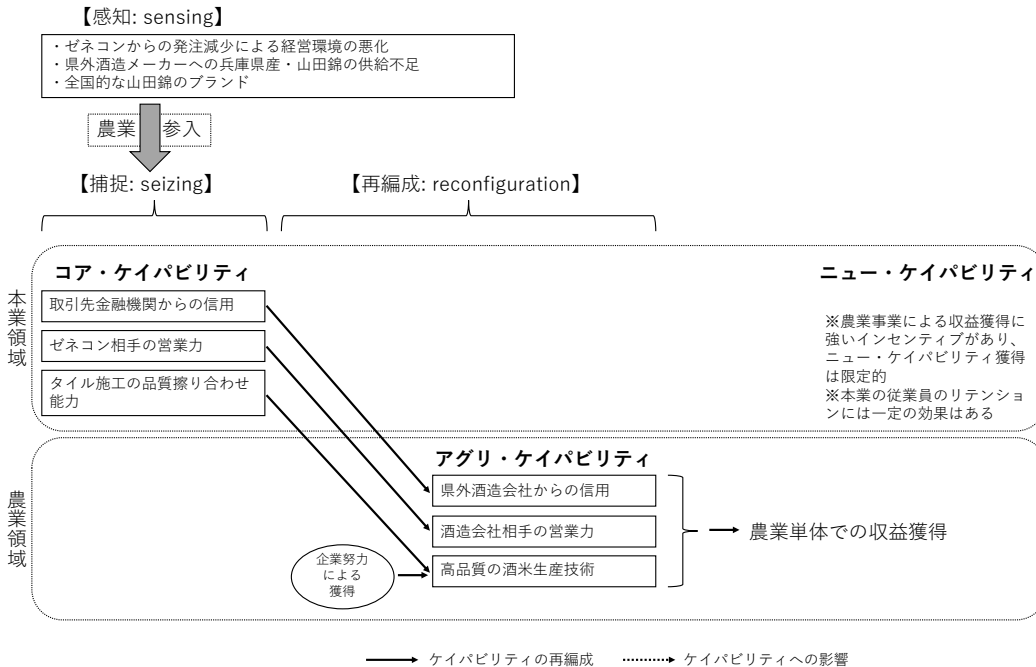 【感知: sensing】
・ゼネコンからの発注減少による経営環境の悪化
・県外酒造メーカーへの兵庫県産・山田錦の供給不足
・全国的な山田錦のブランド
農業 参入
【捕捉: seizing】
【再編成: reconfiguration】
本業領域
コア・ケイパビリティ
取引先金融機関からの信用
ゼネコン相手の営業力
タイル施工の品質擦り合わせ
能力
ニュー・ケイパビリティ
※農業事業による収益獲得に
強いインセンティブがあり、
ニュー・ケイパビリティ獲得
は限定的
※本業の従業員のリテンショ
ンには一定の効果はある
農業領域
アグリ・ケイパビリティ
県外酒造会社からの信用
酒造会社相手の営業力
高品質の酒米生産技術
企業努力
による
獲得
農業単体での収益獲得
ケイパビリティの再編成
ケイパビリティへの影響